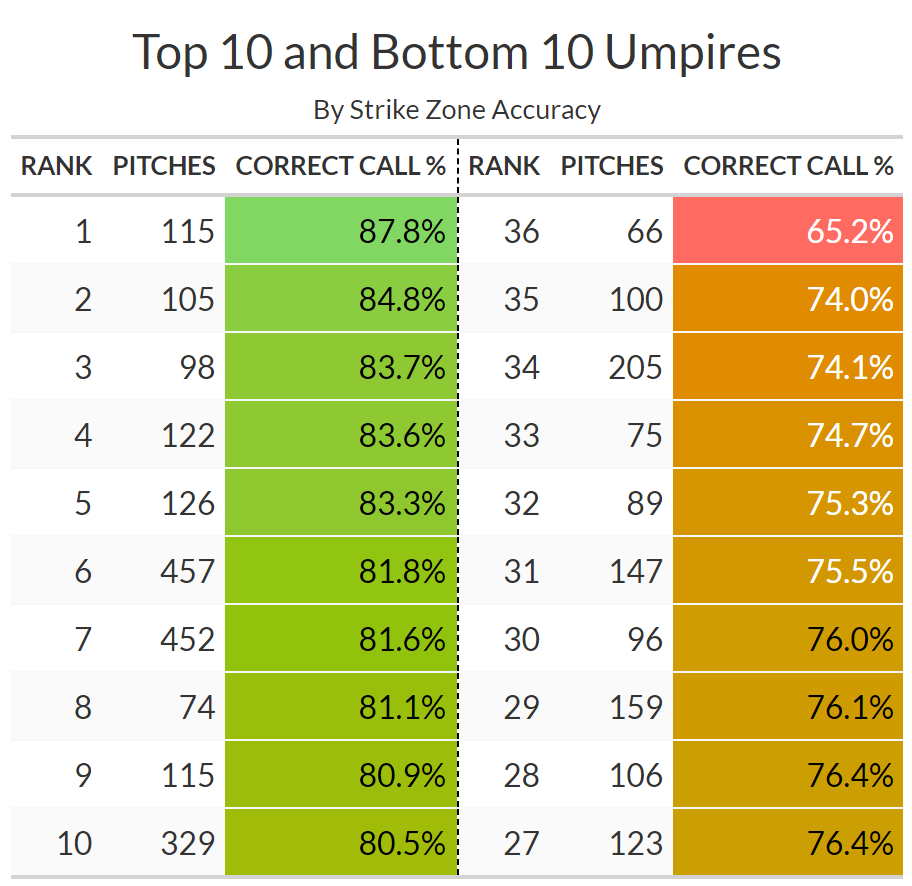 Top 10 and Bottom 10 Umpires
By Strike Zone Accuracy
RANK PITCHES CORRECT CALL % RANK PITCHES CORRECT CALL %
1 115 87.8% 36 66 65.2%
2 105 84.8% 35 100 74.0%
3 98 83.7% 34 205 74.1%
4 122 83.6% 33 75 74.7%
5 126 83.3% 32 89 75.3%
6 457 81.8% 31 147 75.5%
7 452 81.6% 30 96 76.0%
8 74 81.1% 29 159 76.1%
9 115 80.9% 28 106 76.4%
10 329 80.5% 27 123 76.4%